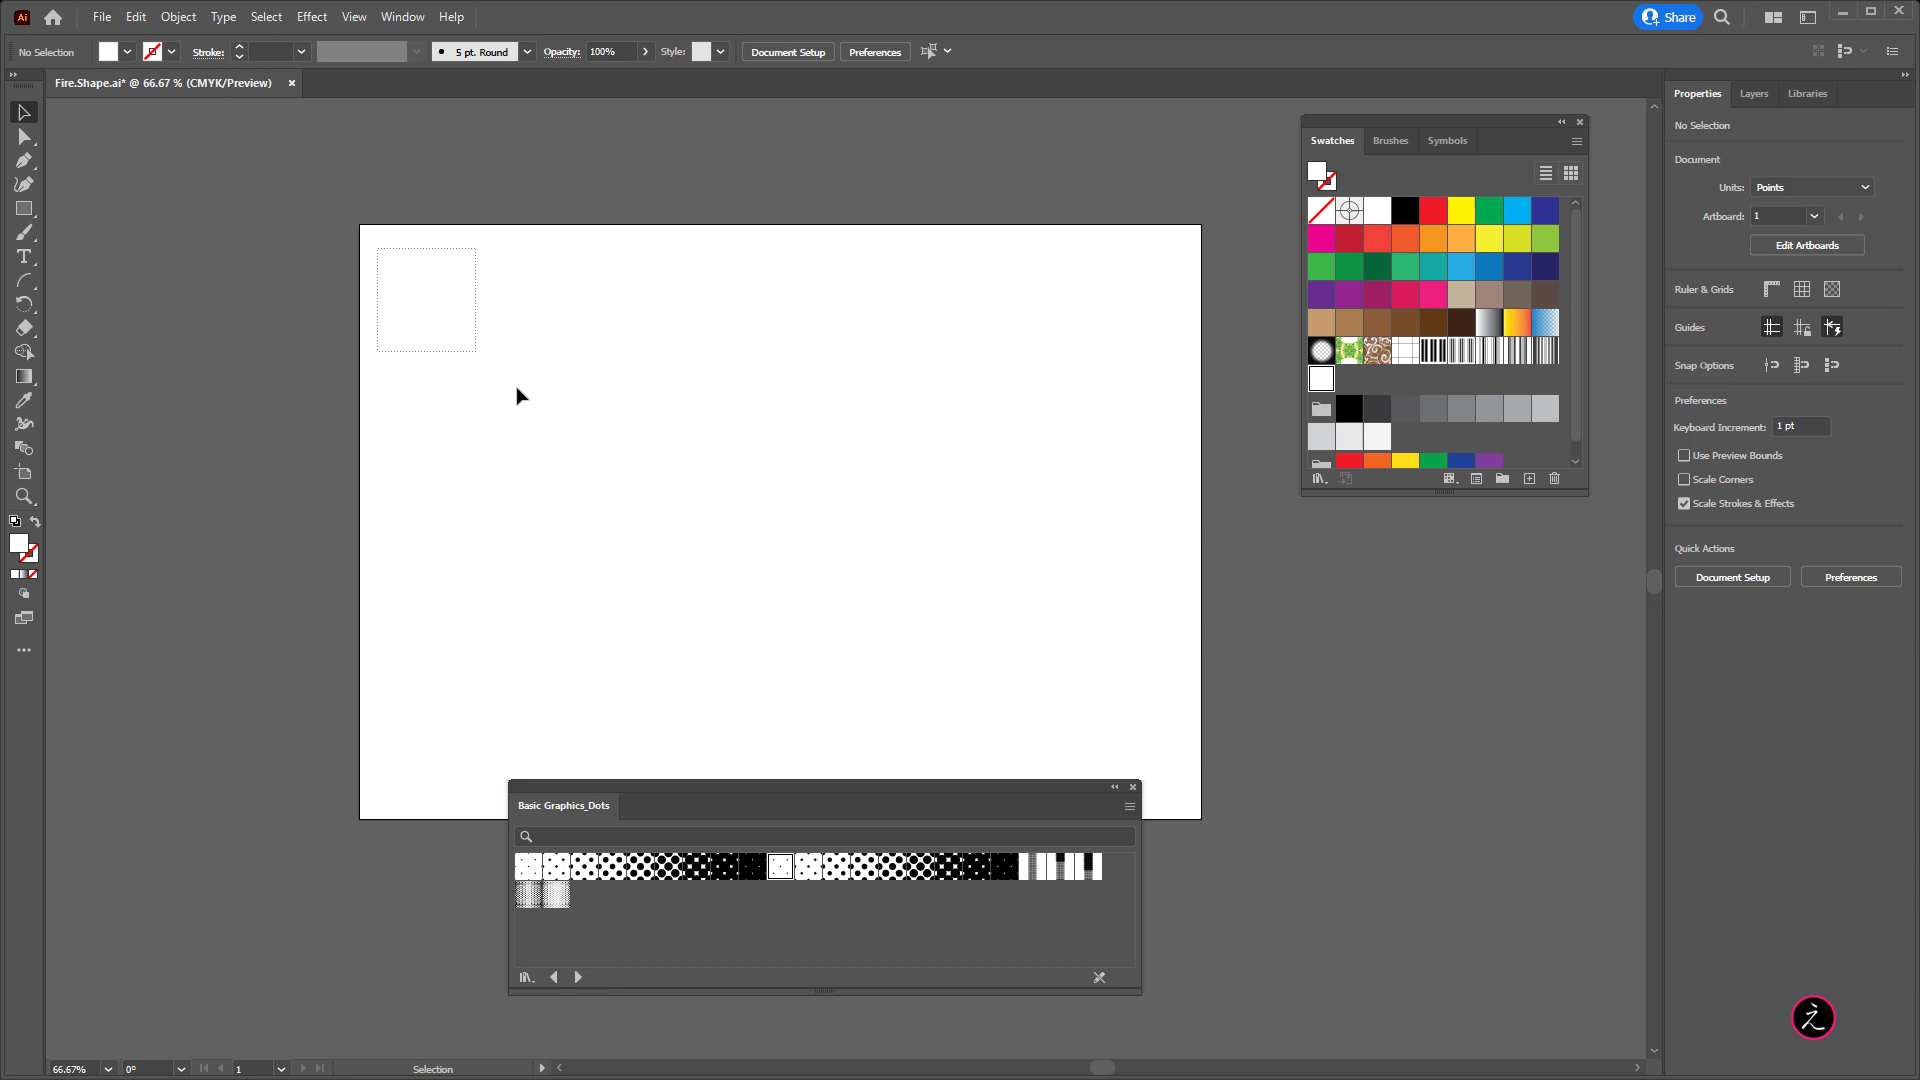 Ai File Edit Object Type Select Effect View Window Help Share
No Selection Stroke: 5 pt. Round Opacity: 100% Style: Document Setup Preferences
Fire.Shape.ai* @ 66.67 % (CMYK/Preview)
Properties Layers Libraries
No Selection
Swatches Brushes Symbols
Document
Units: Points
Artboard: 1
Edit Artboards
Ruler & Grids
Guides
Snap Options
Preferences
Keyboard Increment: 1 pt
Use Preview Bounds
Scale Corners
Scale Strokes & Effects
Quick Actions
Document Setup Preferences
Basic Graphics_Dots
66.67% 0° 1 Selection
之